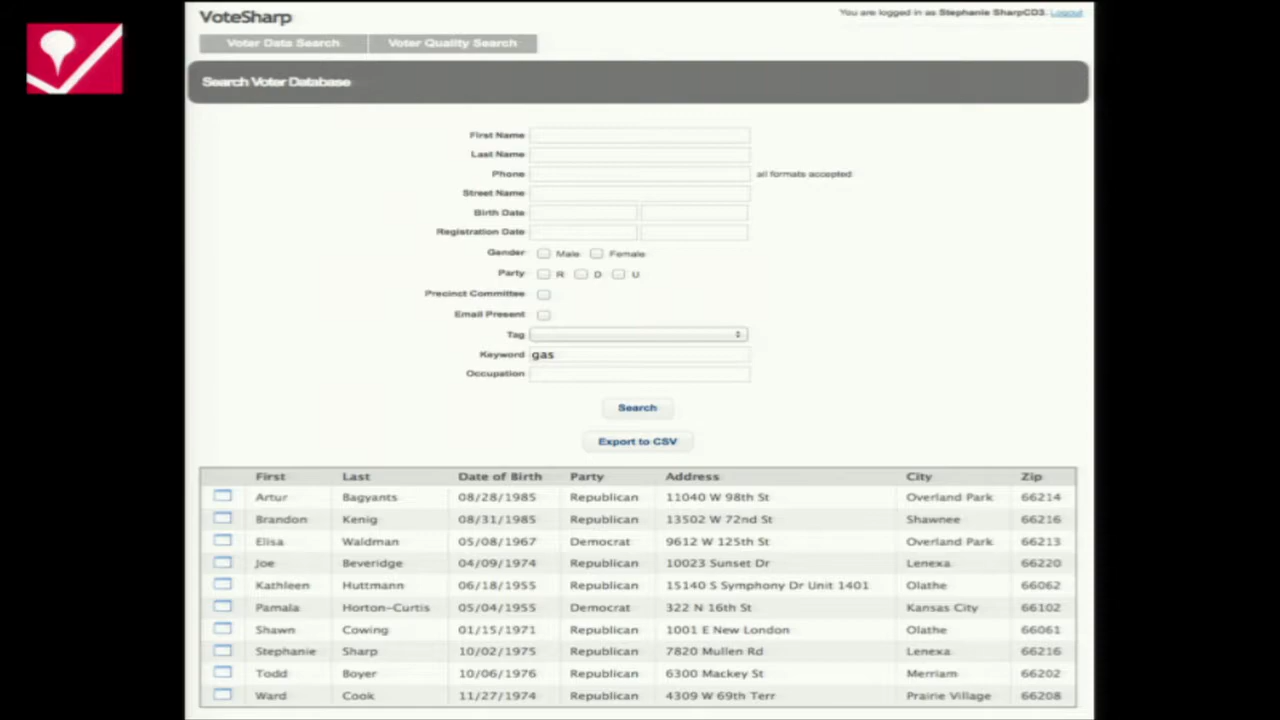 VoteSharp
You are logged in as Stephanie SharpCD3. Logout
Voter Data Search Voter Quality Search
Search Voter Database
First Name
Last Name
Phone all formats accepted
Street Name
Birth Date
Registration Date
Gender Male Female
Party R D U
Precinct Committee
Email Present
Tag
Keyword gas
Occupation
Search
Export to CSV
First Last Date of Birth Party Address City Zip
Artur Bagyants 08/28/1985 Republican 11040 W 98th St Overland Park 66214
Brandon Kenig 08/31/1985 Republican 13502 W 72nd St Shawnee 66216
Elisa Waldman 05/08/1967 Democrat 9612 W 125th St Overland Park 66213
Joe Beveridge 04/09/1974 Republican 10023 Sunset Dr Lenexa 66220
Kathleen Huttmann 06/18/1955 Republican 15140 S Symphony Dr Unit 1401 Olathe 66062
Pamala Horton-Curtis 05/04/1955 Democrat 322 N 16th St Kansas City 66102
Shawn Cowing 01/15/1971 Republican 1001 E New London Olathe 66061
Stephanie Sharp 10/02/1975 Republican 7820 Mullen Rd Lenexa 66216
Todd Boyer 10/06/1976 Republican 6300 Mackey St Merriam 66202
Ward Cook 11/27/1974 Republican 4309 W 69th Terr Prairie Village 66208